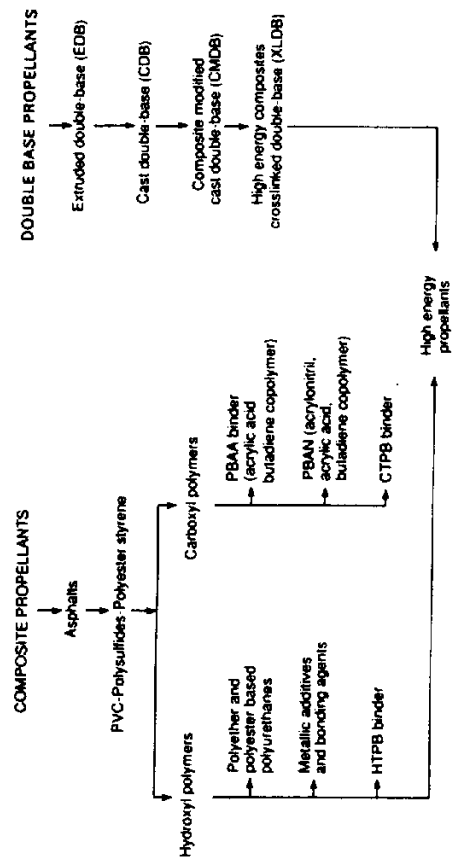 COMPOSITE PROPELLANTS
Asphalts
PVC-Polysulfides-Polyester styrene
Hydroxyl polymers
Polyether and
polyester based
polyurethanes
Metallic additives
and bonding agents
HTPB binder
Carboxyl polymers
PBAA binder
(acrylic acid
butadiene copolymer)
PBAN (acrylonitril,
acrylic acid,
butadiene copolymer)
CTPB binder
DOUBLE BASE PROPELLANTS
Extruded double-base (EDB)
Cast double-base (CDB)
Composite modified
cast double-base (CMDB)
High energy composites
crosslinked double-base (XLDB)
High energy
propellants